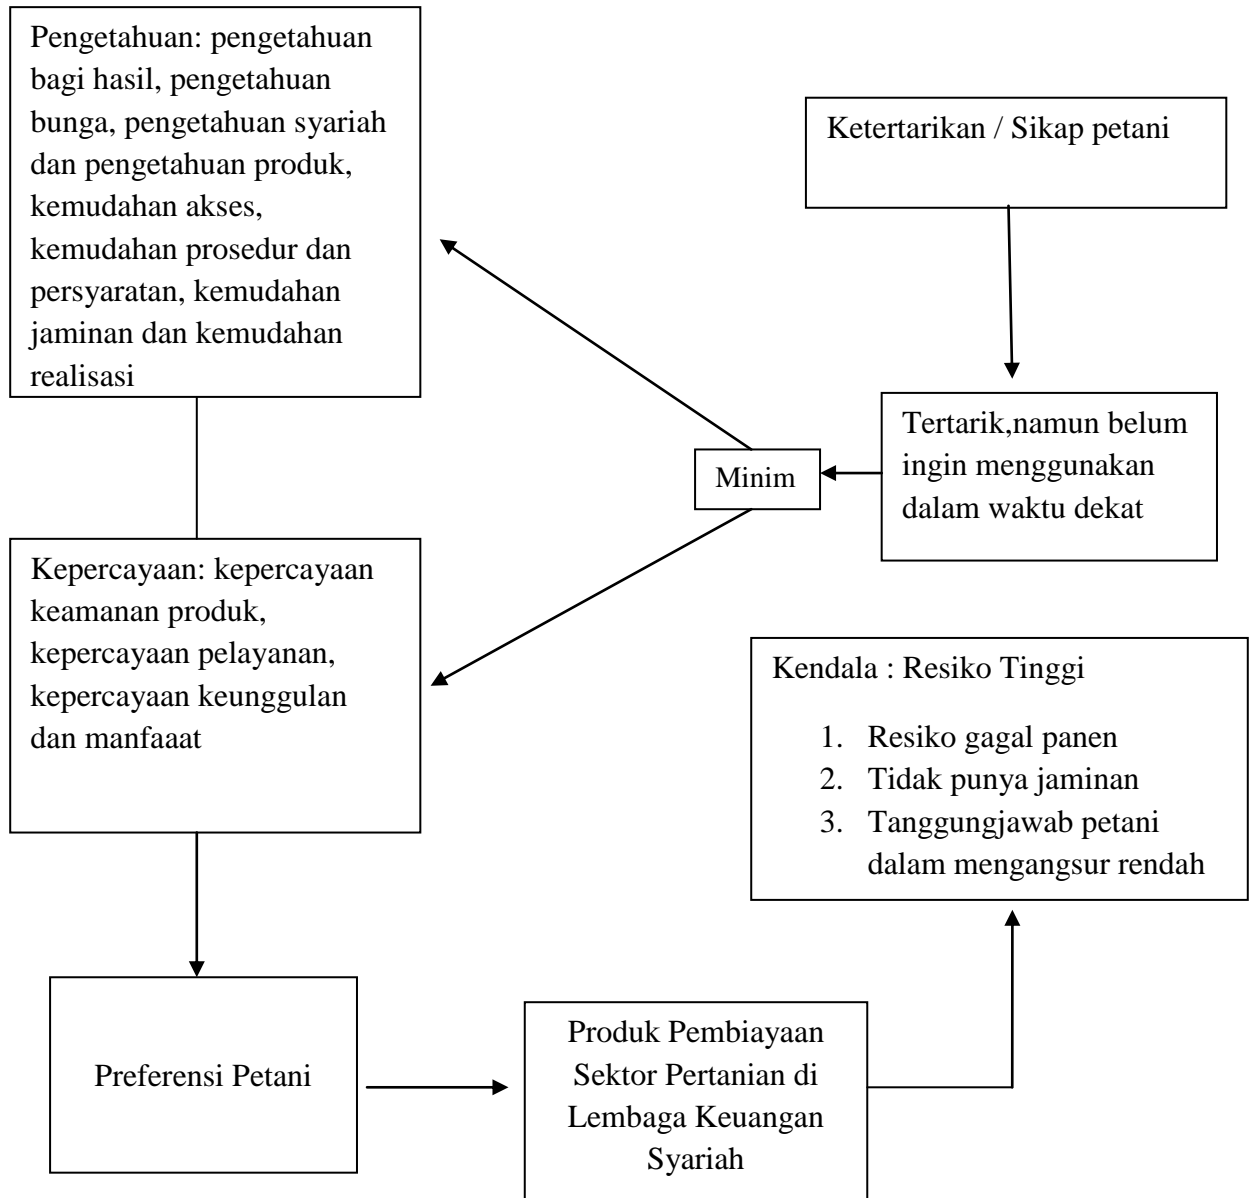 Pengetahuan: pengetahuan
bagi hasil, pengetahuan
bunga, pengetahuan syariah
dan pengetahuan produk,
kemudahan akses,
kemudahan prosedur dan
persyaratan, kemudahan
jaminan dan kemudahan
realisasi
Ketertarikan / Sikap petani
Tertarik,namun belum
ingin menggunakan
dalam waktu dekat
Minim
Kepercayaan: kepercayaan
keamanan produk,
kepercayaan pelayanan,
kepercayaan keunggulan
dan manfaaat
Kendala : Resiko Tinggi
1. Resiko gagal panen
2. Tidak punya jaminan
3. Tanggungjawab petani
dalam mengangsur rendah
Preferensi Petani
Produk Pembiayaan
Sektor Pertanian di
Lembaga Keuangan
Syariah